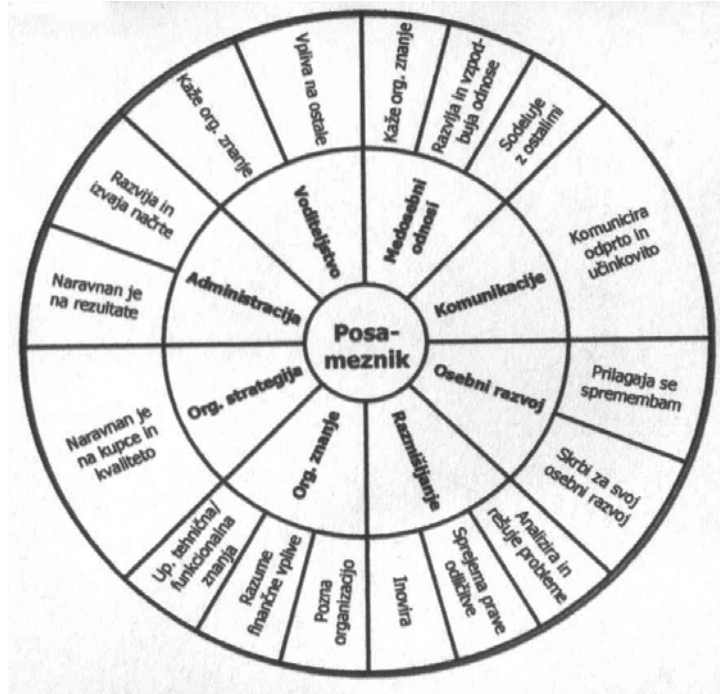 Posa-
meznik
Voditeljstvo
Medosebni
odnosi
Komunikacije
Osebni razvoj
Razmišljanje
Org. znanje
Org. strategija
Administracija
Kaže org. znanje
Vpliva na ostale
Kaže org. znanje
Razvija in vzpod-
buja odnose
Sodeluje
z ostalimi
Komunicira
odprto in
učinkovito
Prilagaja se
spremembam
Skrbi za svoj
osebni razvoj
Analizira in
rešuje probleme
Sprejema prave
odličitve
Inovira
Pozna
organizacijo
Razume
finančne vplive
Up. tehnična/
funkcionalna
znanja
Naravnan je
na kupce in
kvaliteto
Naravnan je
na rezultate
Razvija in
izvaja načrte